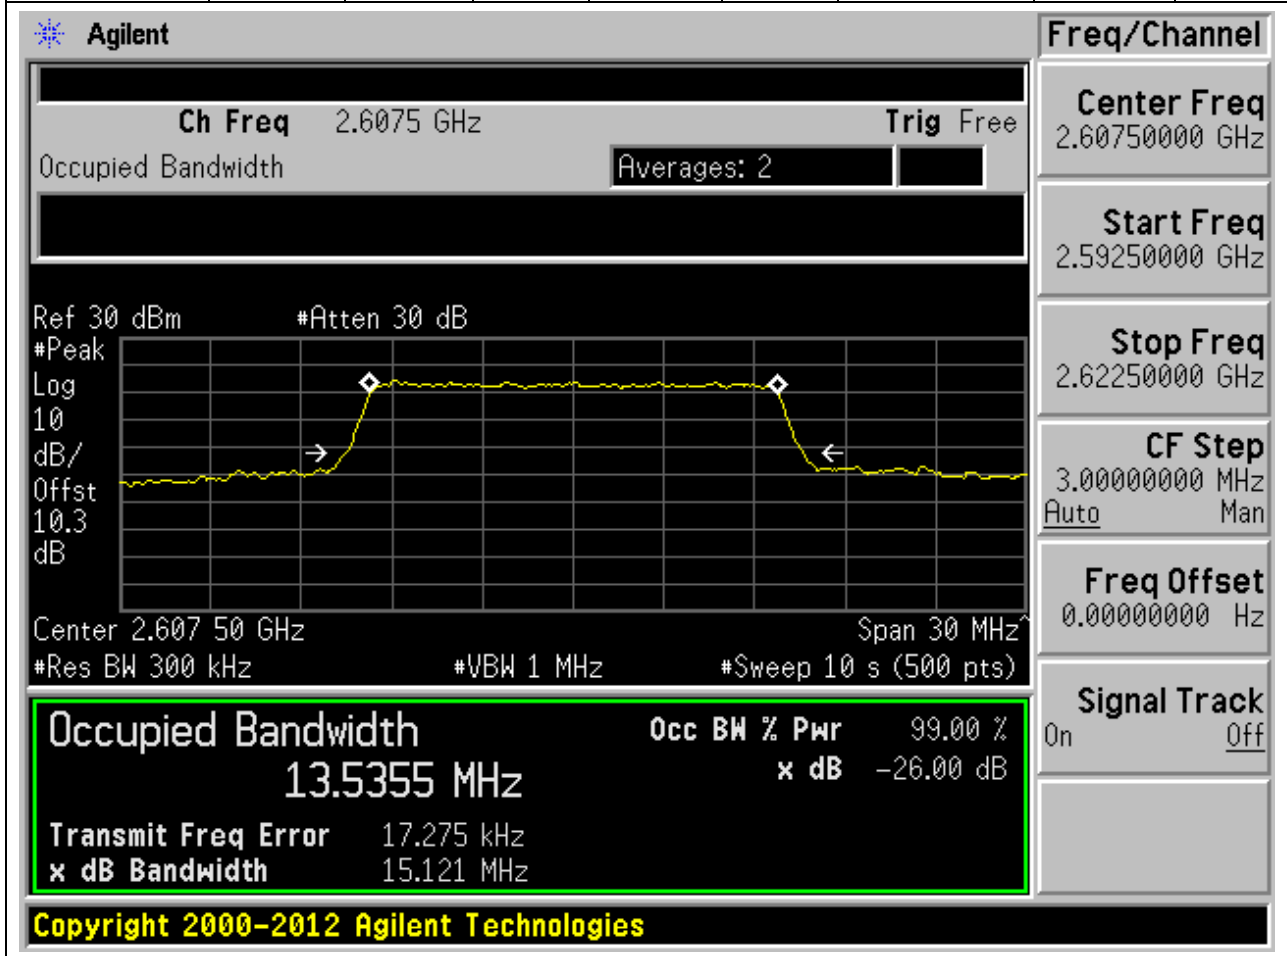 Agilent
Freq/Channel
Ch Freq 2.6075 GHz Trig Free
Occupied Bandwidth Averages: 2
Center Freq
2.60750000 GHz
Start Freq
2.59250000 GHz
Stop Freq
2.62250000 GHz
CF Step
3.00000000 MHz
Auto Man
Freq Offset
0.00000000 Hz
Signal Track
On Off
Ref 30 dBm #Atten 30 dB
#Peak
Log
10
dB/
Offst
10.3
dB
Center 2.607 50 GHz Span 30 MHz^
#Res BW 300 kHz #VBW 1 MHz #Sweep 10 s (500 pts)
Occupied Bandwidth Occ BW % Pwr 99.00 %
13.5355 MHz x dB -26.00 dB
Transmit Freq Error 17.275 kHz
x dB Bandwidth 15.121 MHz
Copyright 2000-2012 Agilent Technologies